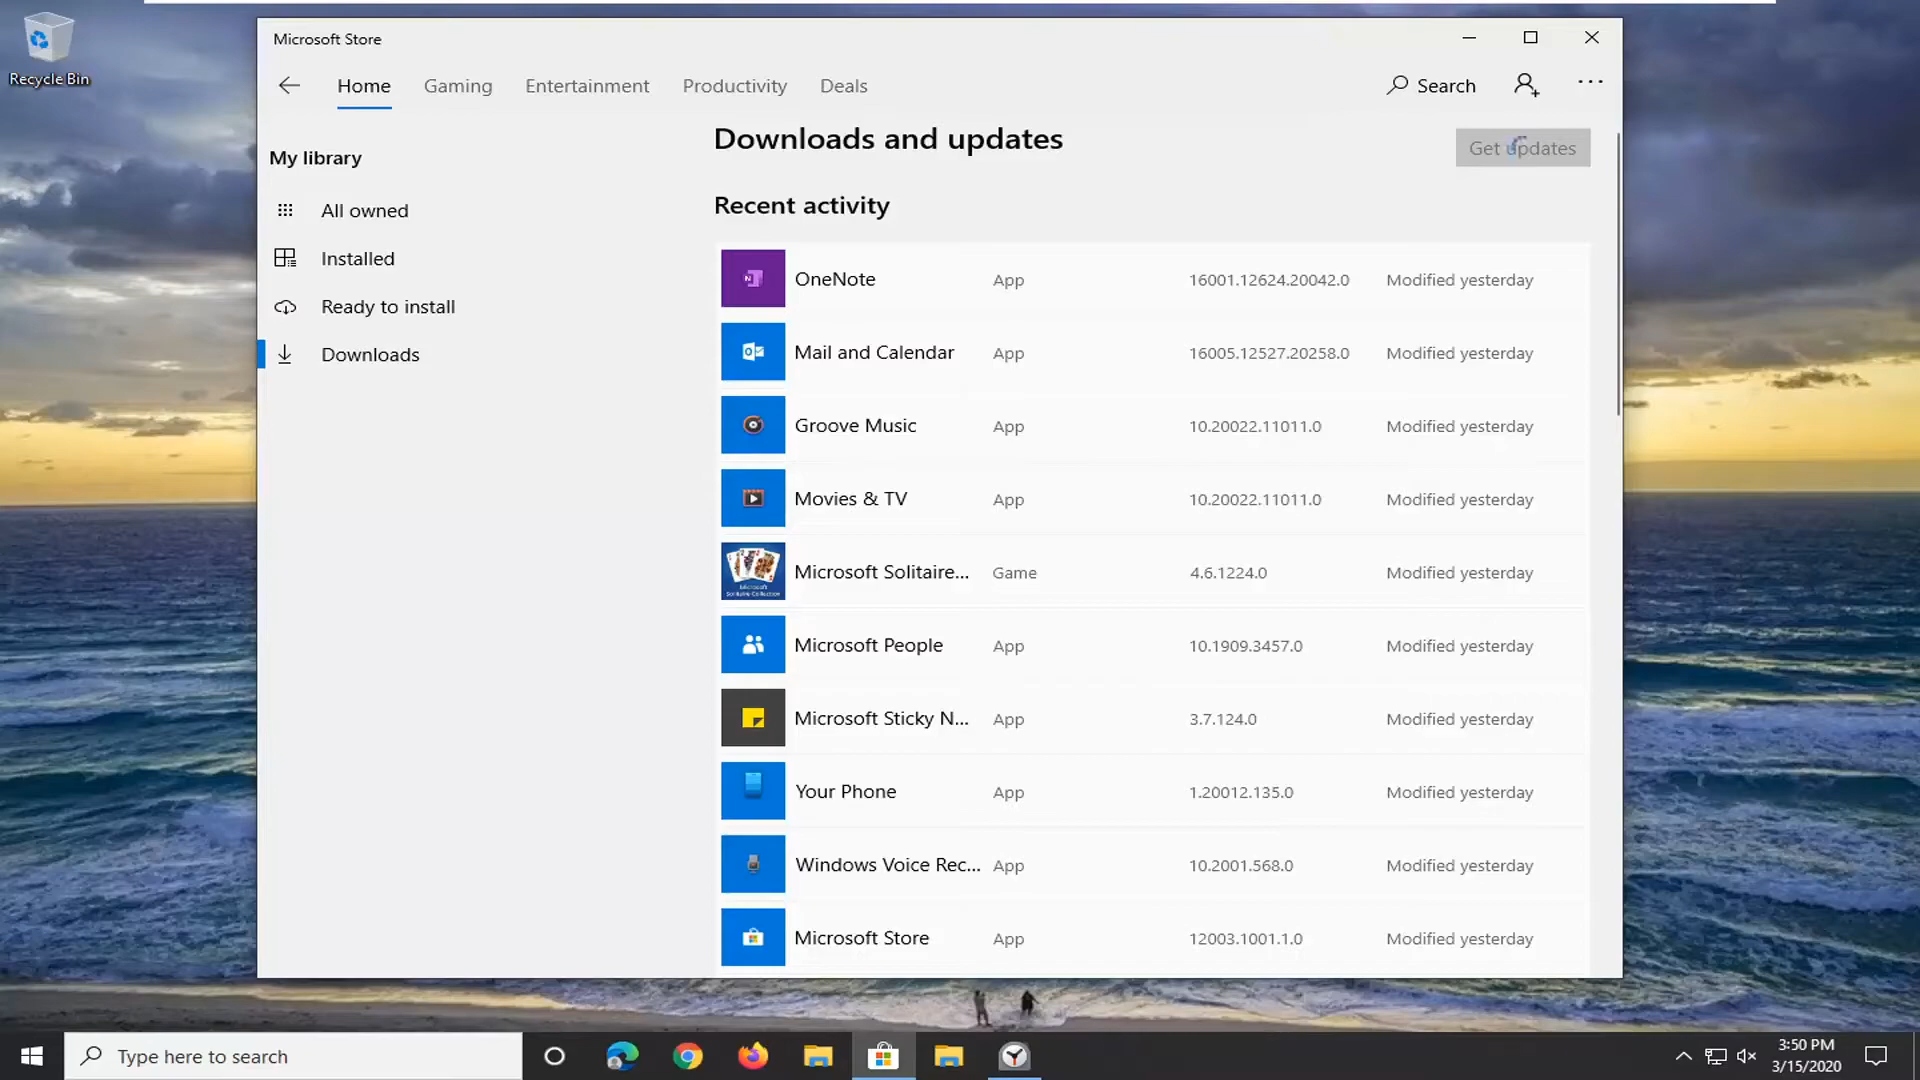 Recycle Bin
Microsoft Store
Home Gaming Entertainment Productivity Deals Search
My library
All owned
Installed
Ready to install
Downloads
Downloads and updates
Get updates
Recent activity
OneNote App 16001.12624.20042.0 Modified yesterday
Mail and Calendar App 16005.12527.20258.0 Modified yesterday
Groove Music App 10.20022.11011.0 Modified yesterday
Movies & TV App 10.20022.11011.0 Modified yesterday
Microsoft Solitaire... Game 4.6.1224.0 Modified yesterday
Microsoft People App 10.1909.3457.0 Modified yesterday
Microsoft Sticky N... App 3.7.124.0 Modified yesterday
Your Phone App 1.20012.135.0 Modified yesterday
Windows Voice Rec... App 10.2001.568.0 Modified yesterday
Microsoft Store App 12003.1001.1.0 Modified yesterday
Type here to search
3:50 PM
3/15/2020